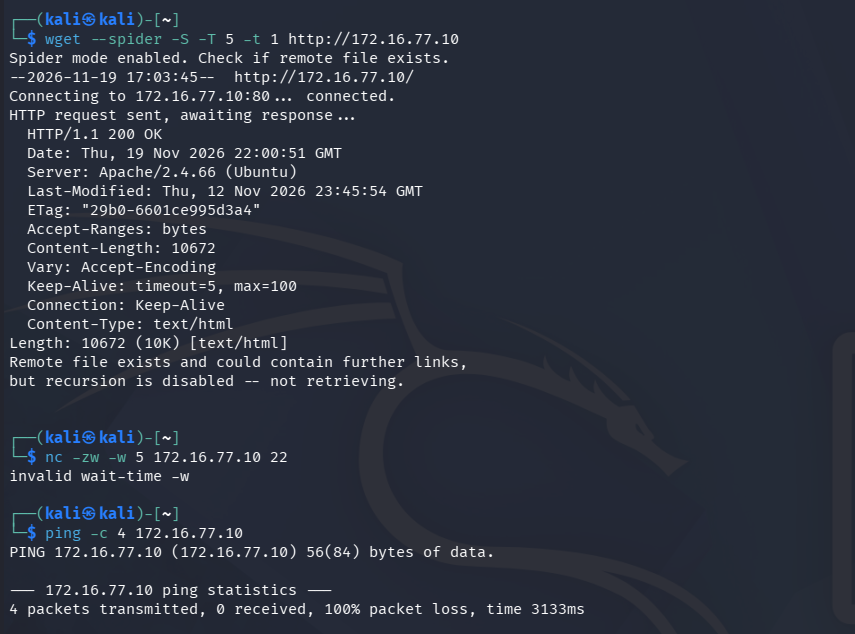 ┌──(kali㉿kali)-[~]
└─$ wget --spider -S -T 5 -t 1 http://172.16.77.10
Spider mode enabled. Check if remote file exists.
--2026-11-19 17:03:45--  http://172.16.77.10/
Connecting to 172.16.77.10:80... connected.
HTTP request sent, awaiting response...
  HTTP/1.1 200 OK
  Date: Thu, 19 Nov 2026 22:00:51 GMT
  Server: Apache/2.4.66 (Ubuntu)
  Last-Modified: Thu, 12 Nov 2026 23:45:54 GMT
  ETag: "29b0-6601ce995d3a4"
  Accept-Ranges: bytes
  Content-Length: 10672
  Vary: Accept-Encoding
  Keep-Alive: timeout=5, max=100
  Connection: Keep-Alive
  Content-Type: text/html
Length: 10672 (10K) [text/html]
Remote file exists and could contain further links,
but recursion is disabled -- not retrieving.
┌──(kali㉿kali)-[~]
└─$ nc -zw -w 5 172.16.77.10 22
invalid wait-time -w
┌──(kali㉿kali)-[~]
└─$ ping -c 4 172.16.77.10
PING 172.16.77.10 (172.16.77.10) 56(84) bytes of data.
--- 172.16.77.10 ping statistics ---
4 packets transmitted, 0 received, 100% packet loss, time 3133ms